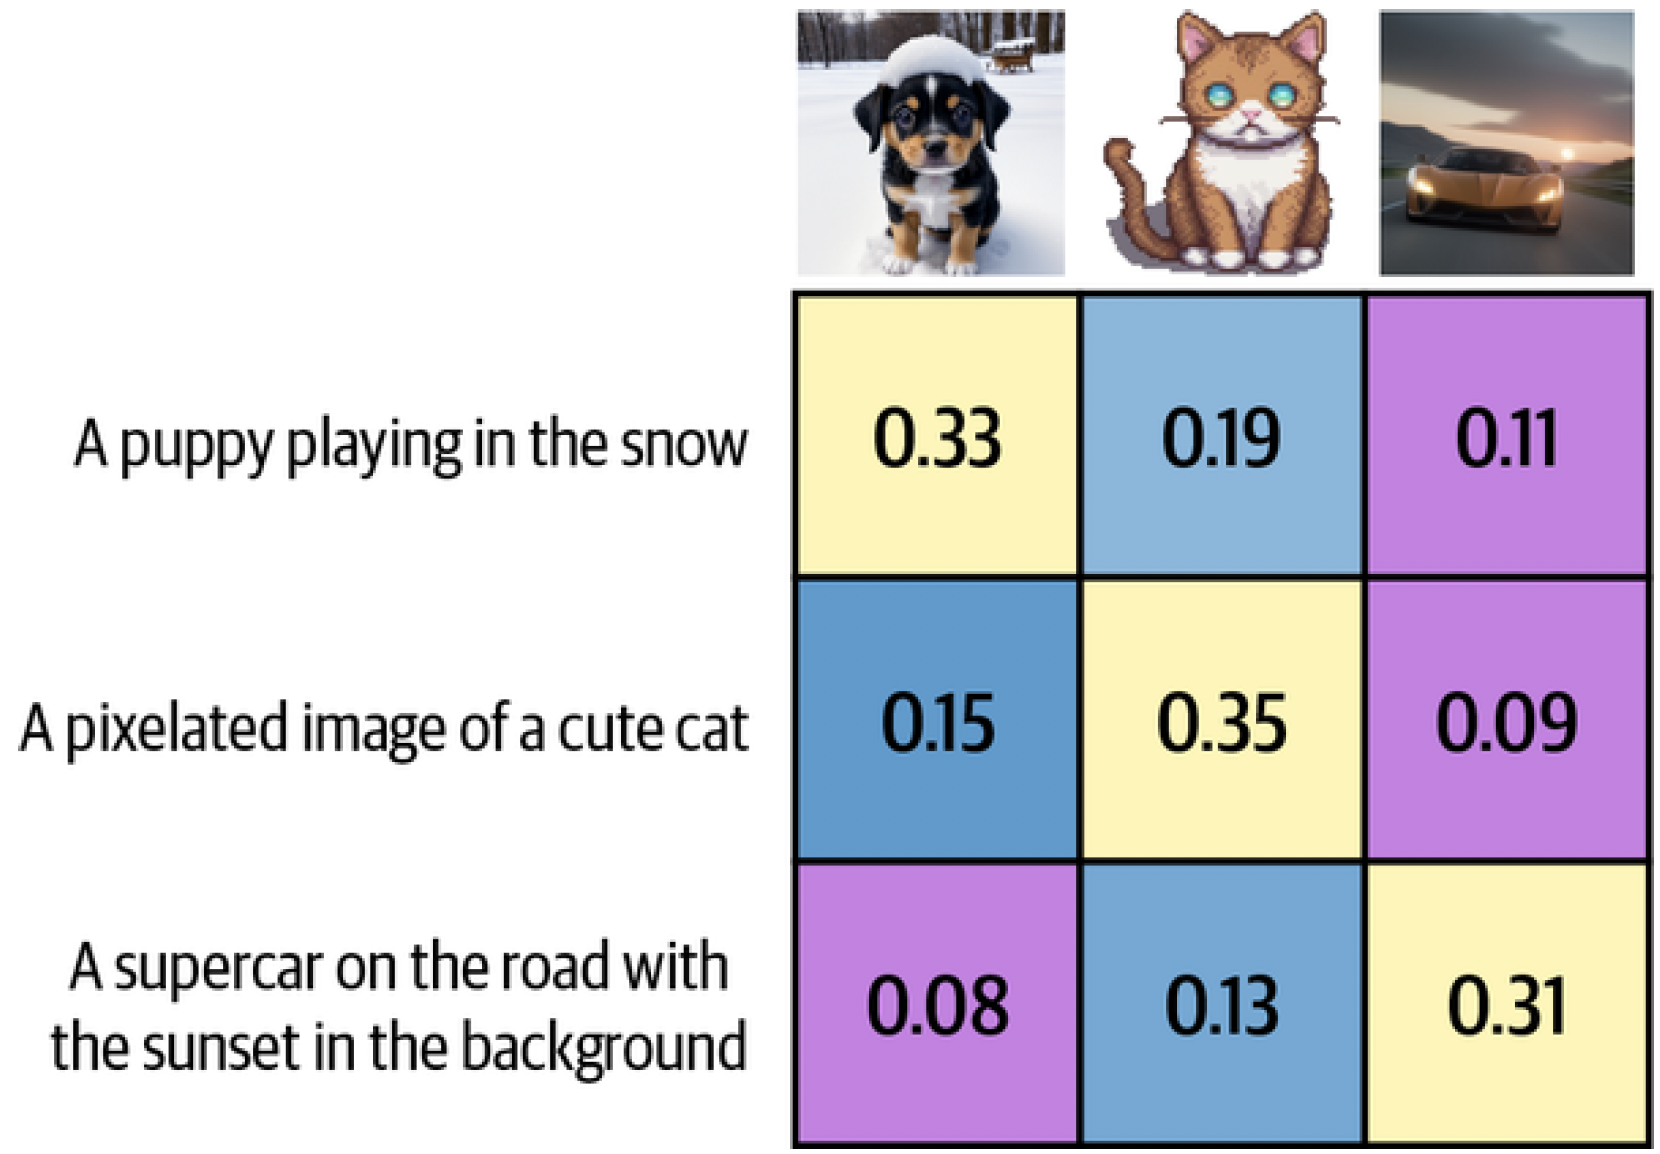 A puppy playing in the snow
0.33 0.19 0.11
A pixelated image of a cute cat
0.15 0.35 0.09
A supercar on the road with
the sunset in the background
0.08 0.13 0.31